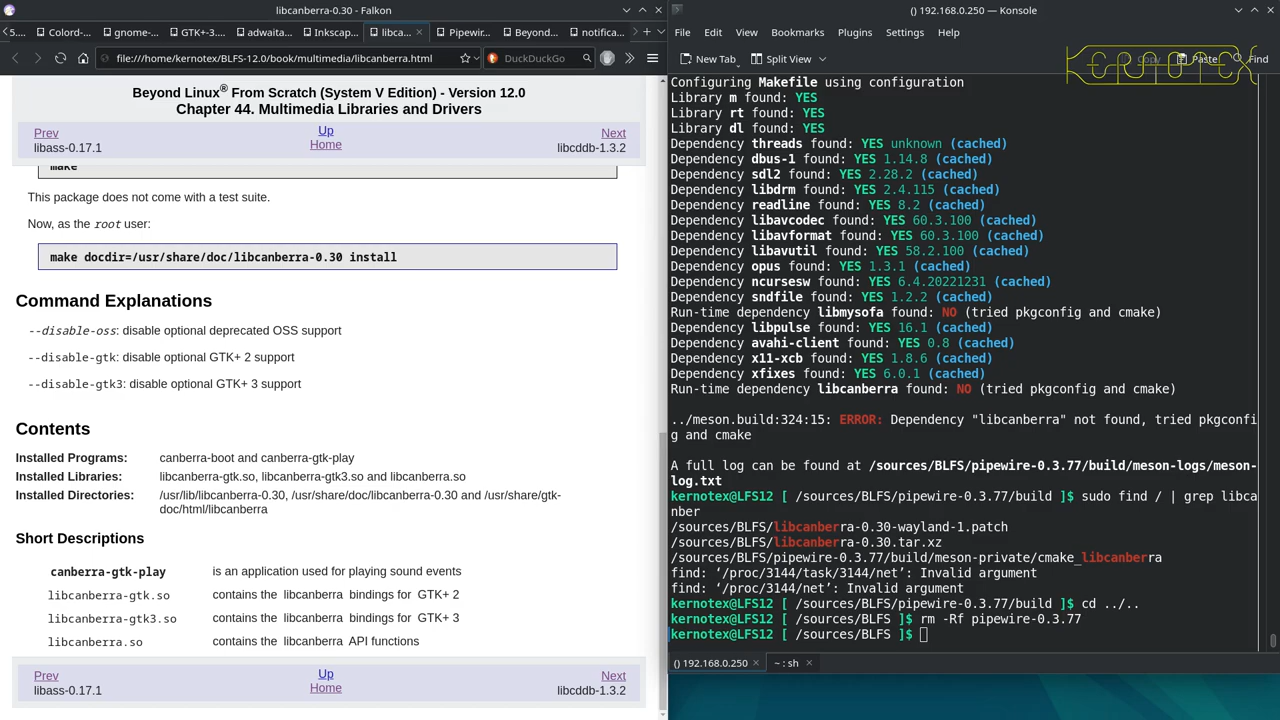 libcanberra-0.30 - Falkon
5....
Colord-...
gnome-...
GTK+-3....
adwaita...
Inkscap...
libca...
Pipewir...
Beyond...
notifica...
file:///home/kernotex/BLFS-12.0/book/multimedia/libcanberra.html
DuckDuckGo
Beyond Linux® From Scratch (System V Edition) - Version 12.0
Chapter 44. Multimedia Libraries and Drivers
Prev
Up
Next
libass-0.17.1
Home
libcddb-1.3.2
make
This package does not come with a test suite.
Now, as the root user:
make docdir=/usr/share/doc/libcanberra-0.30 install
Command Explanations
--disable-oss: disable optional deprecated OSS support
--disable-gtk: disable optional GTK+ 2 support
--disable-gtk3: disable optional GTK+ 3 support
Contents
Installed Programs: canberra-boot and canberra-gtk-play
Installed Libraries: libcanberra-gtk.so, libcanberra-gtk3.so and libcanberra.so
Installed Directories: /usr/lib/libcanberra-0.30, /usr/share/doc/libcanberra-0.30 and /usr/share/gtk-
doc/html/libcanberra
Short Descriptions
canberra-gtk-play is an application used for playing sound events
libcanberra-gtk.so contains the libcanberra bindings for GTK+ 2
libcanberra-gtk3.so contains the libcanberra bindings for GTK+ 3
libcanberra.so contains the libcanberra API functions
Prev
Up
Next
libass-0.17.1
Home
libcddb-1.3.2
() 192.168.0.250 — Konsole
File Edit View Bookmarks Plugins Settings Help
New Tab
Split View
Copy
Paste
Find
KERNOTEX
Configuring Makefile using configuration
Library m found: YES
Library rt found: YES
Library dl found: YES
Dependency threads found: YES unknown (cached)
Dependency dbus-1 found: YES 1.14.8 (cached)
Dependency sdl2 found: YES 2.28.2 (cached)
Dependency libdrm found: YES 2.4.115 (cached)
Dependency readline found: YES 8.2 (cached)
Dependency libavcodec found: YES 60.3.100 (cached)
Dependency libavformat found: YES 60.3.100 (cached)
Dependency libavutil found: YES 58.2.100 (cached)
Dependency opus found: YES 1.3.1 (cached)
Dependency ncursesw found: YES 6.4.20221231 (cached)
Dependency sndfile found: YES 1.2.2 (cached)
Run-time dependency libmysofa found: NO (tried pkgconfig and cmake)
Dependency libpulse found: YES 16.1 (cached)
Dependency avahi-client found: YES 0.8 (cached)
Dependency x11-xcb found: YES 1.8.6 (cached)
Dependency xfixes found: YES 6.0.1 (cached)
Run-time dependency libcanberra found: NO (tried pkgconfig and cmake)
../meson.build:324:15: ERROR: Dependency "libcanberra" not found, tried pkgconfi
g and cmake
A full log can be found at /sources/BLFS/pipewire-0.3.77/build/meson-logs/meson-
log.txt
kernotex@LFS12 [ /sources/BLFS/pipewire-0.3.77/build ]$ sudo find / | grep libca
nber
/sources/BLFS/libcanberra-0.30-wayland-1.patch
/sources/BLFS/libcanberra-0.30.tar.xz
/sources/BLFS/pipewire-0.3.77/build/meson-private/cmake_libcanberra
find: ‘/proc/3144/task/3144/net’: Invalid argument
find: ‘/proc/3144/net’: Invalid argument
kernotex@LFS12 [ /sources/BLFS/pipewire-0.3.77/build ]$ cd ../..
kernotex@LFS12 [ /sources/BLFS ]$ rm -Rf pipewire-0.3.77
kernotex@LFS12 [ /sources/BLFS ]$
() 192.168.0.250
~ : sh